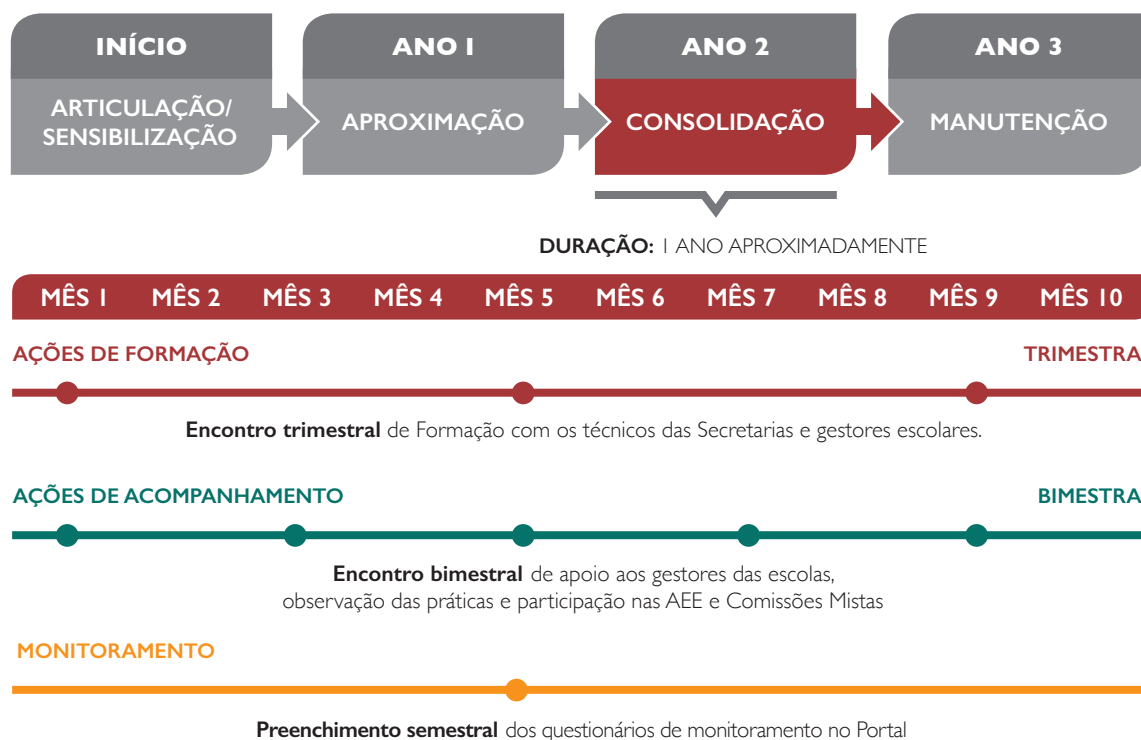 INÍCIO
ARTICULAÇÃO/
SENSIBILIZAÇÃO
ANO 1
APROXIMAÇÃO
ANO 2
CONSOLIDAÇÃO
ANO 3
MANUTENÇÃO
DURAÇÃO: 1 ANO APROXIMADAMENTE
MÊS 1 MÊS 2 MÊS 3 MÊS 4 MÊS 5 MÊS 6 MÊS 7 MÊS 8 MÊS 9 MÊS 10
AÇÕES DE FORMAÇÃO TRIMESTRA
Encontro trimestral de Formação com os técnicos das Secretarias e gestores escolares.
AÇÕES DE ACOMPANHAMENTO BIMESTRA
Encontro bimestral de apoio aos gestores das escolas,
observação das práticas e participação nas AEE e Comissões Mistas
MONITORAMENTO
Preenchimento semestral dos questionários de monitoramento no Portal